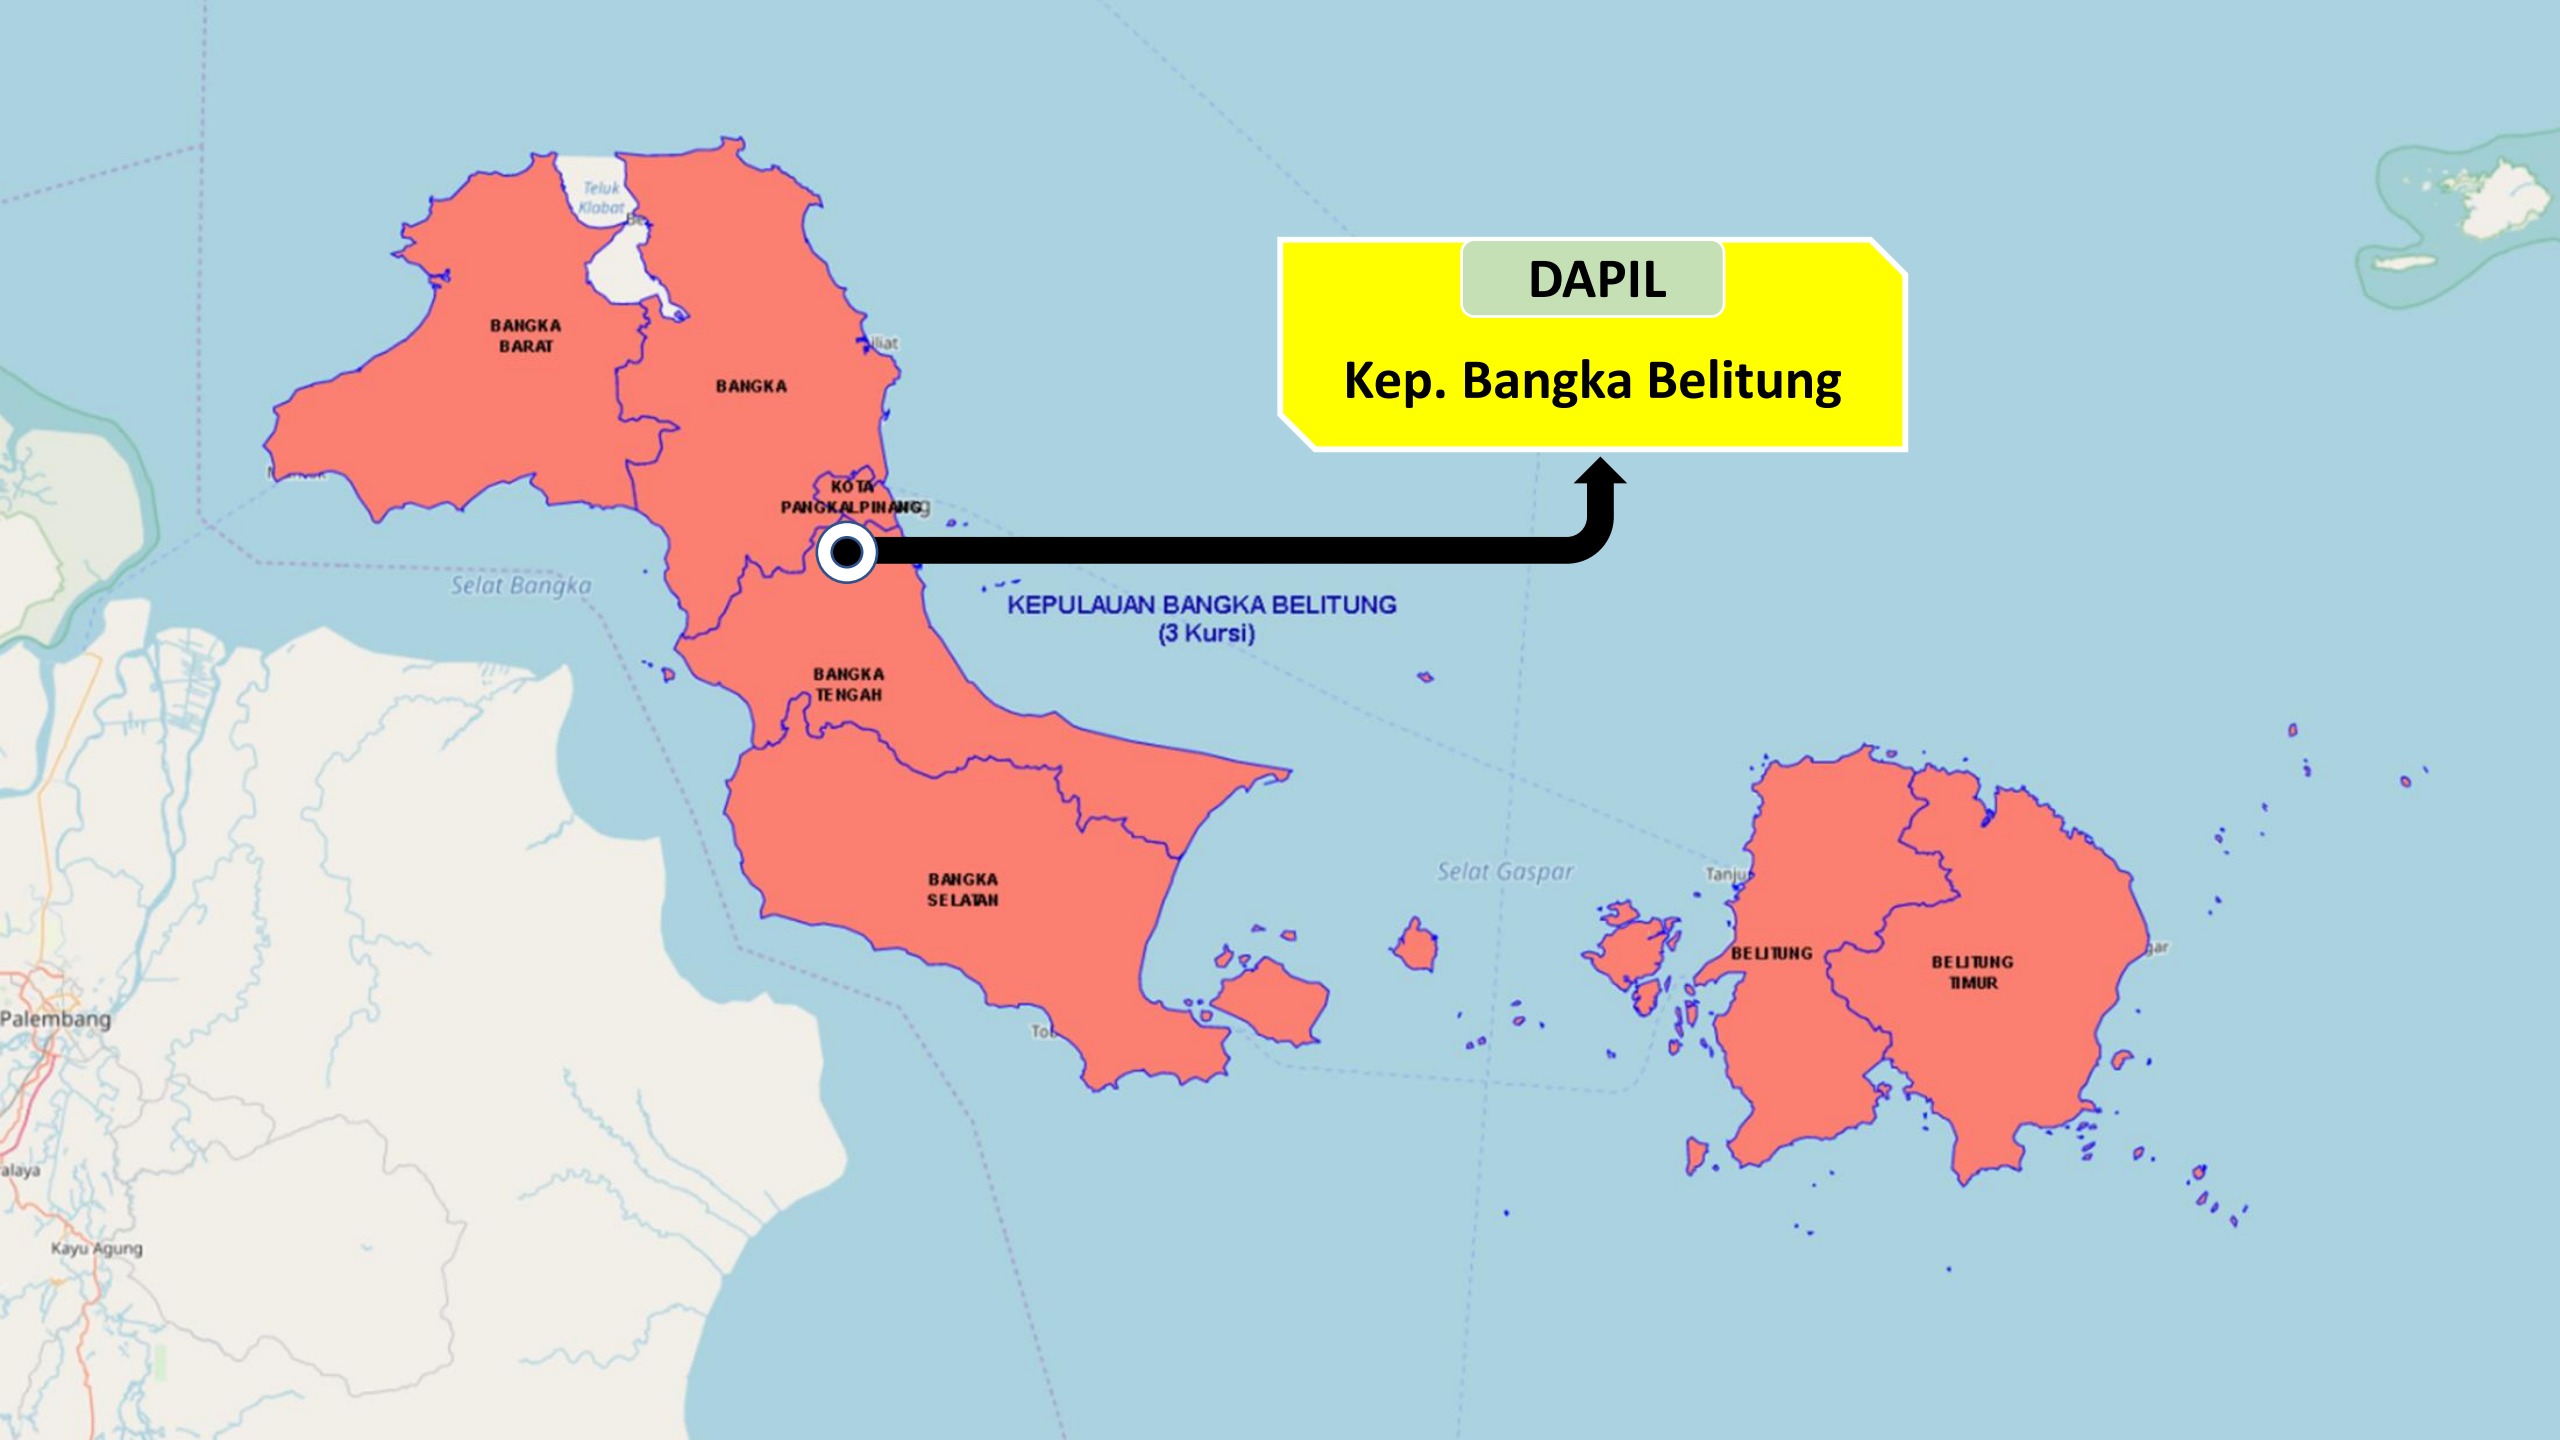 Teluk
Klabat
DAPIL
Kep. Bangka Belitung
BANGKA
BARAT
BANGKA
KOTA
PANGKALPINANG
Selat Bangka
KEPULAUAN BANGKA BELITUNG
(3 Kursi)
BANGKA
TENGAH
BANGKA
SELATAN
Selat Gaspar
BELITUNG
BELITUNG
TIMUR
Palembang
Kayu Agung